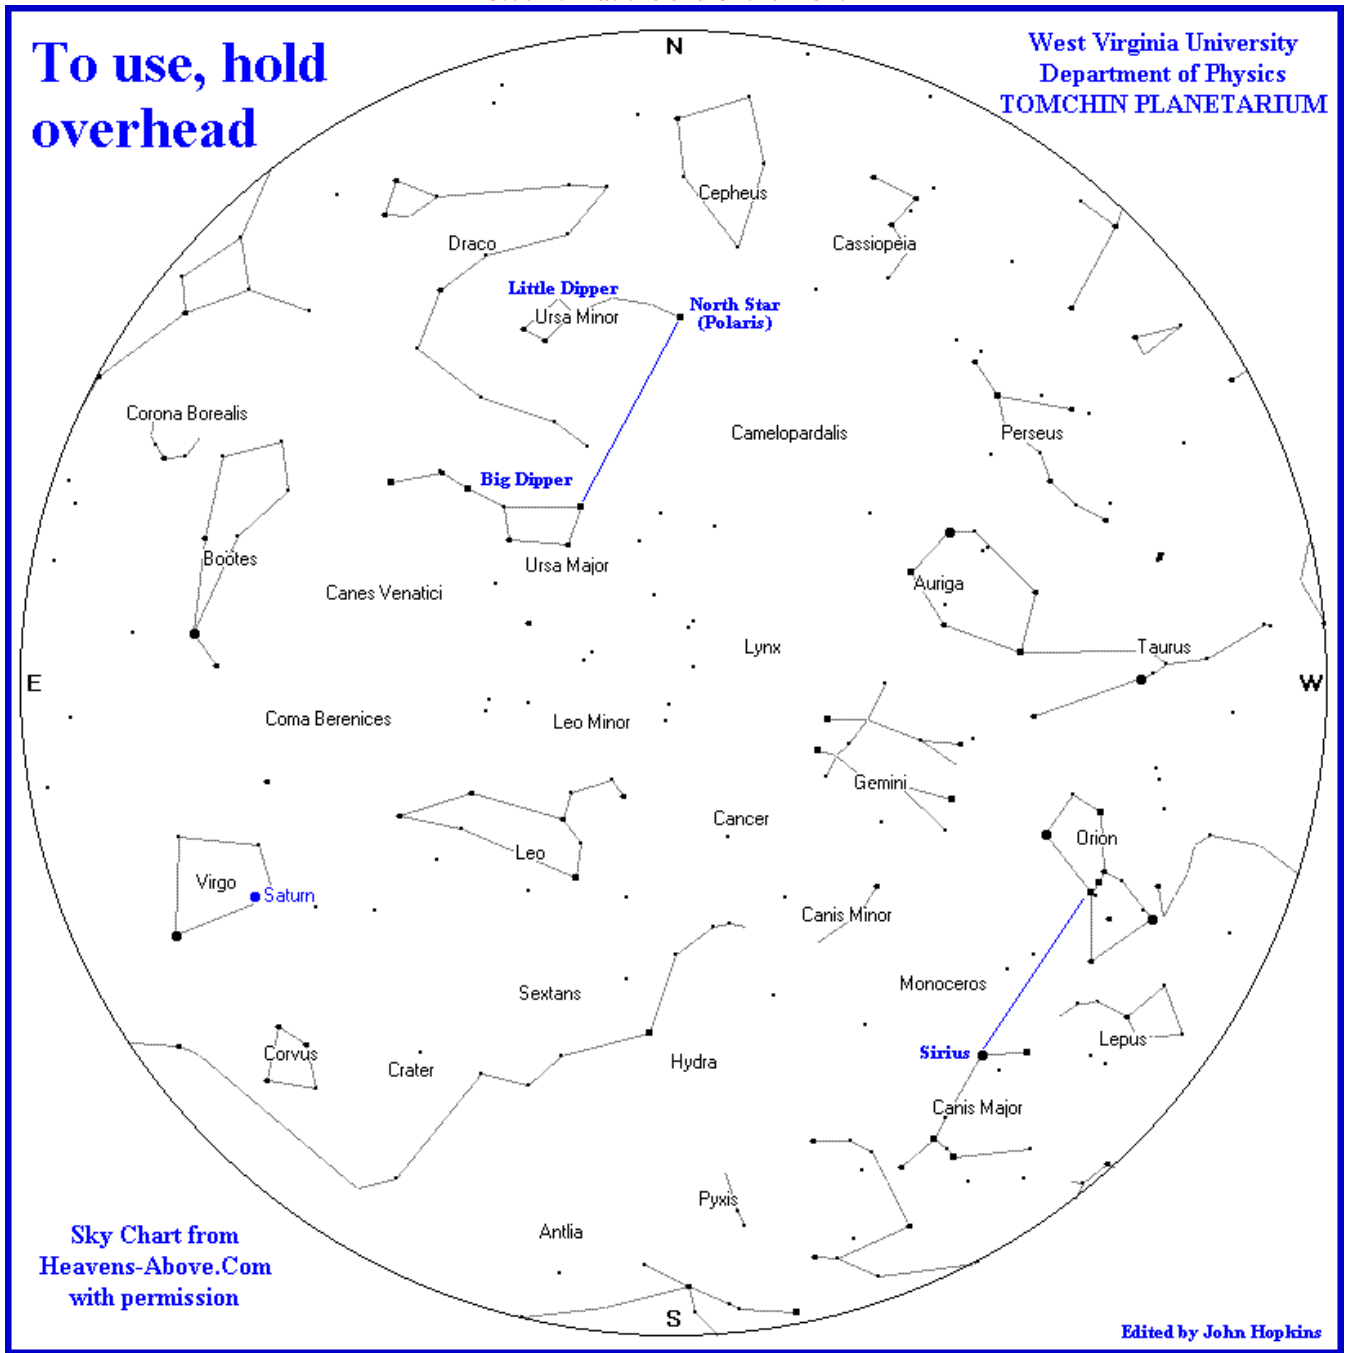 To use, hold
overhead
N
West Virginia University
Department of Physics
TOMCHIN PLANETARIUM
Cepheus
Draco
Cassiopeia
Little Dipper
Ursa Minor
North Star
(Polaris)
Corona Borealis
Camelopardalis
Perseus
Big Dipper
Boötes
Ursa Major
Auriga
Canes Venatici
Lynx
Taurus
E
W
Coma Berenices
Leo Minor
Gemini
Cancer
Orion
Leo
Virgo
Saturn
Canis Minor
Sextans
Monoceros
Corvus
Crater
Hydra
Sirius
Lepus
Canis Major
Pyxis
Antlia
Sky Chart from
Heavens-Above.Com
with permission
S
Edited by John Hopkins